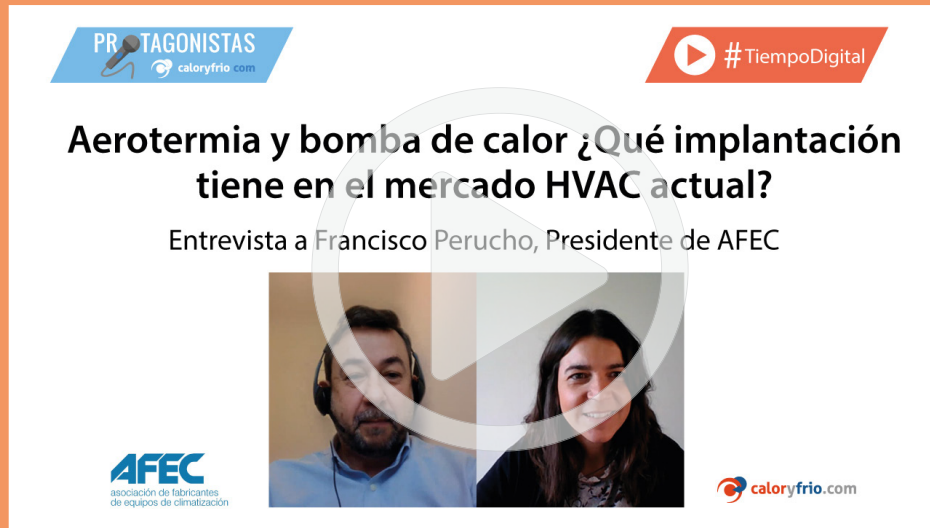 PROTAGONISTAS
caloryfrio.com
#TiempoDigital
Aerotermia y bomba de calor ¿Qué implantación
tiene en el mercado HVAC actual?
Entrevista a Francisco Perucho, Presidente de AFEC
AFEC
asociación de fabricantes
de equipos de climatización
caloryfrio.com